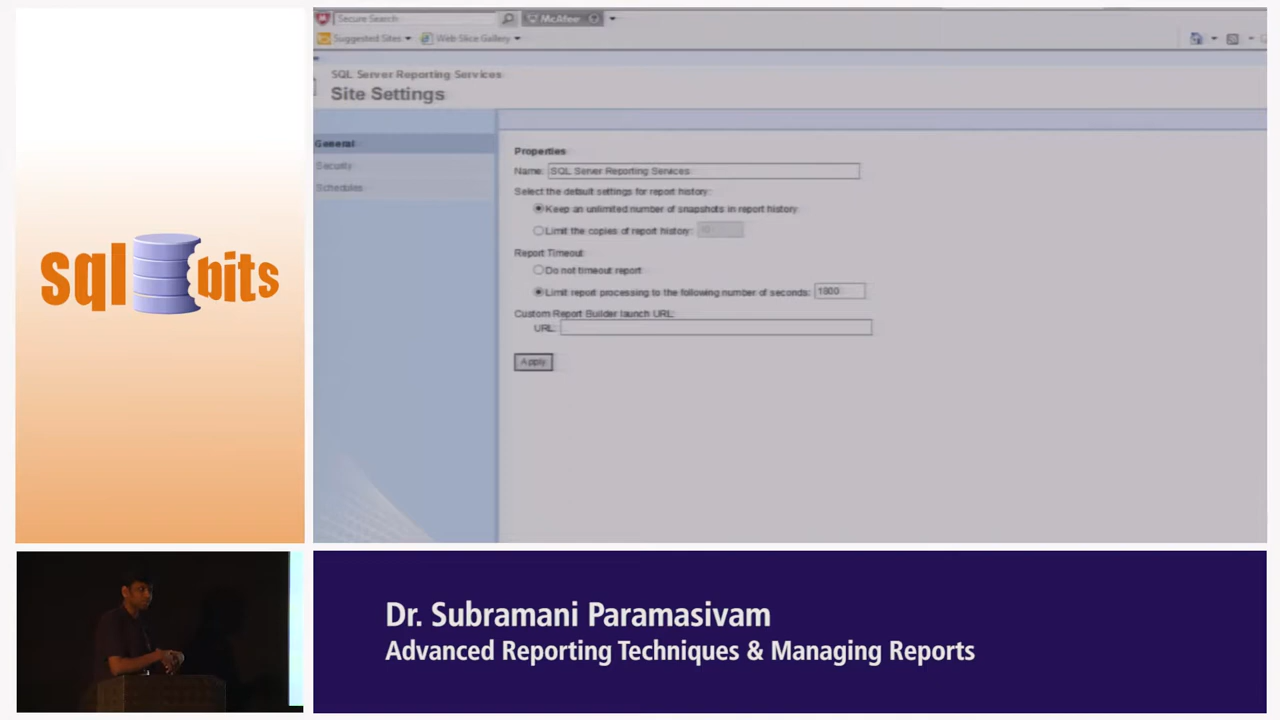 Secure Search
McAfee
Suggested Sites
Web Slice Gallery
SQL Server Reporting Services
Site Settings
General
Security
Schedules
Properties
Name: SQL Server Reporting Services
Select the default settings for report history:
Keep an unlimited number of snapshots in report history
Limit the copies of report history:
Report Timeout:
Do not timeout report
Limit report processing to the following number of seconds: 1800
Custom Report Builder launch URL:
URL:
Apply
sql bits
Dr. Subramani Paramasivam
Advanced Reporting Techniques & Managing Reports